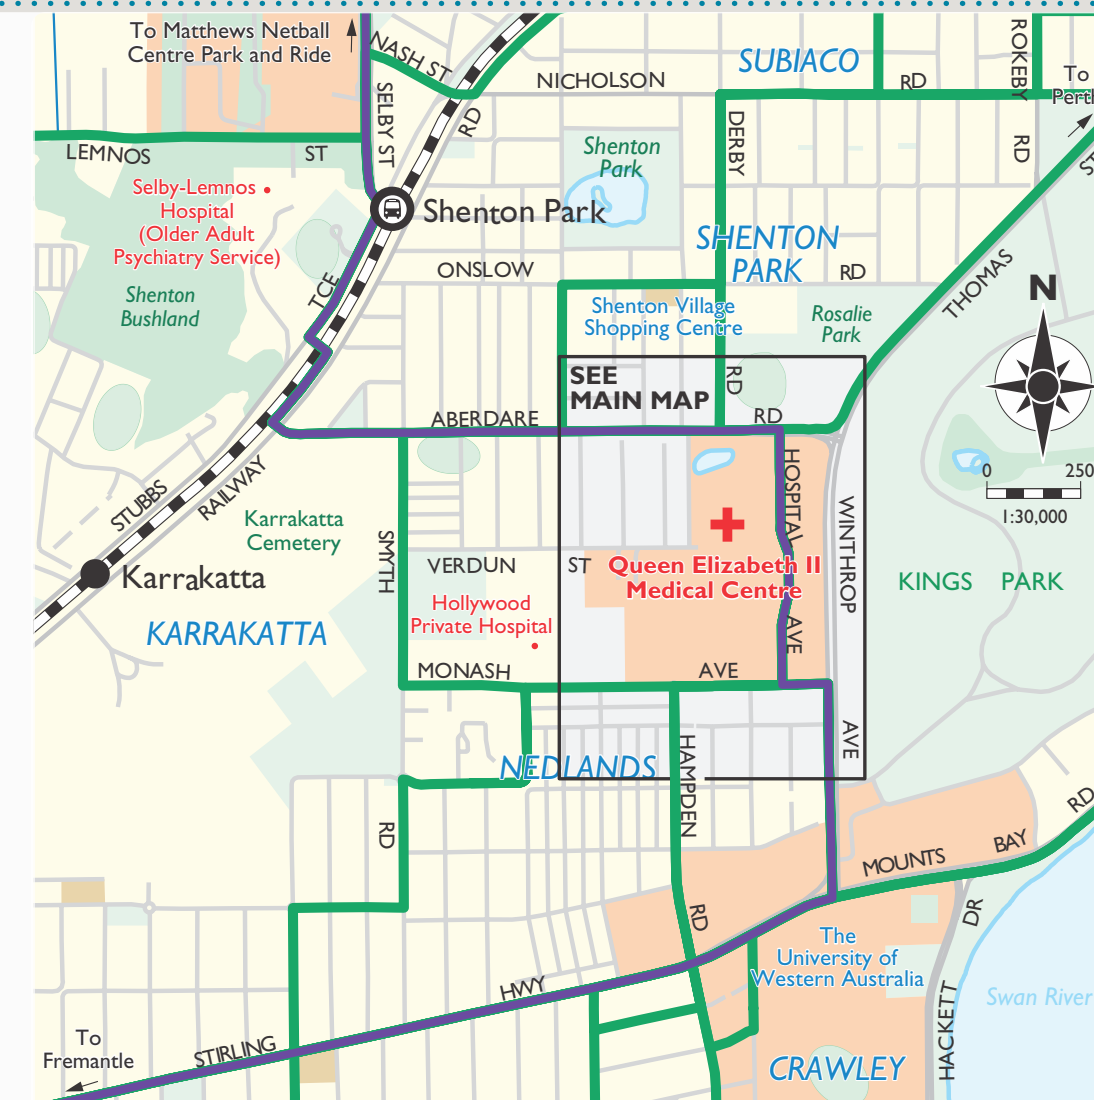 To Matthews Netball
Centre Park and Ride
NASH ST
SELBY ST
RD
NICHOLSON
RD
SUBIACO
ROKEBY
RD
To
Perth
ST
LEMNOS
ST
Selby-Lemnos
Hospital
(Older Adult
Psychiatry Service)
Shenton
Bushland
Shenton
Park
DERBY
RD
Shenton Park
SHENTON
PARK
ONSLOW
RD
TCE
Shenton Village
Shopping Centre
Rosalie
Park
THOMAS
N
SEE
MAIN MAP
ABERDARE
RD
0
250
1:30,000
STUBBS
RAILWAY
Karrakatta
Cemetery
Karrakatta
KARRAKATTA
SMYTH
RD
VERDUN
ST
Hollywood
Private Hospital
Queen Elizabeth II
Medical Centre
HOSPITAL
AVE
WINTHROP
AVE
KINGS PARK
MONASH
AVE
NEDLANDS
HAMPDEN
RD
MOUNTS
BAY
RD
The
University of
Western Australia
HACKETT
DR
Swan River
CRAWLEY
STIRLING
HWY
To
Fremantle